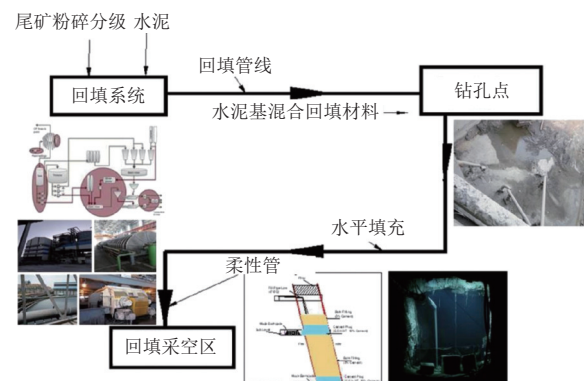 尾矿粉碎分级 水泥
回填管线
回填系统
钻孔点
水泥基混合回填材料
水平填充
柔性管
回填采空区